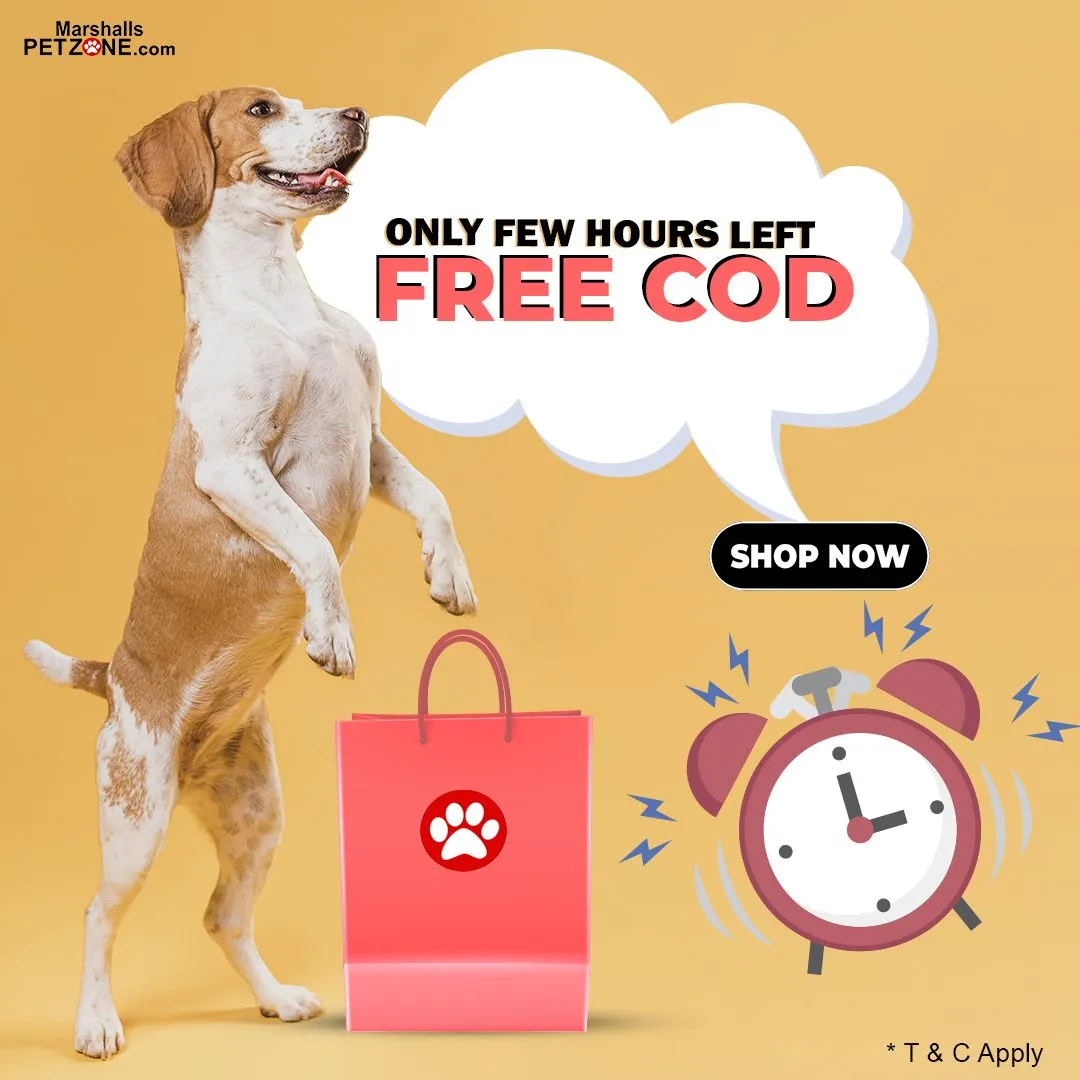 Marshalls
PETZONE.com
ONLY FEW HOURS LEFT
FREE COD
SHOP NOW
* T & C Apply